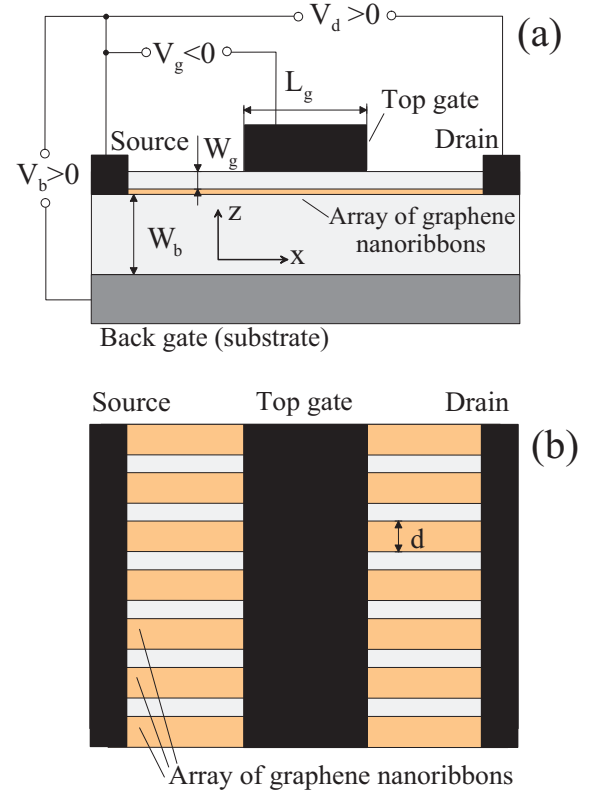 V_d >0
(a)
V_g <0
L_g
Top gate
Source
W_g
Drain
V_b >0
Array of graphene
nanoribbons
W_b
z
x
Back gate (substrate)
Source
Top gate
Drain
(b)
d
Array of graphene nanoribbons